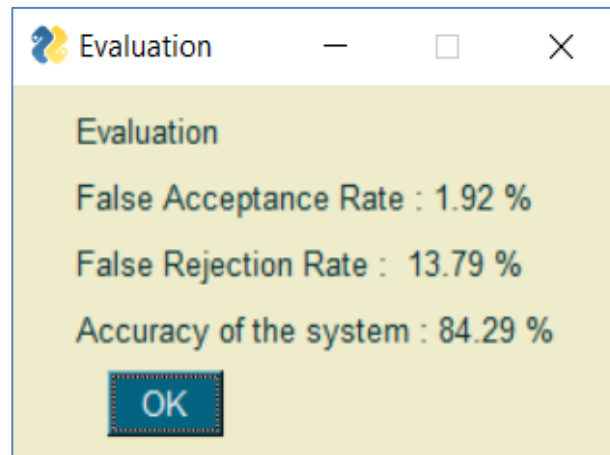 Evaluation
Evaluation
False Acceptance Rate : 1.92 %
False Rejection Rate :  13.79 %
Accuracy of the system : 84.29 %
OK